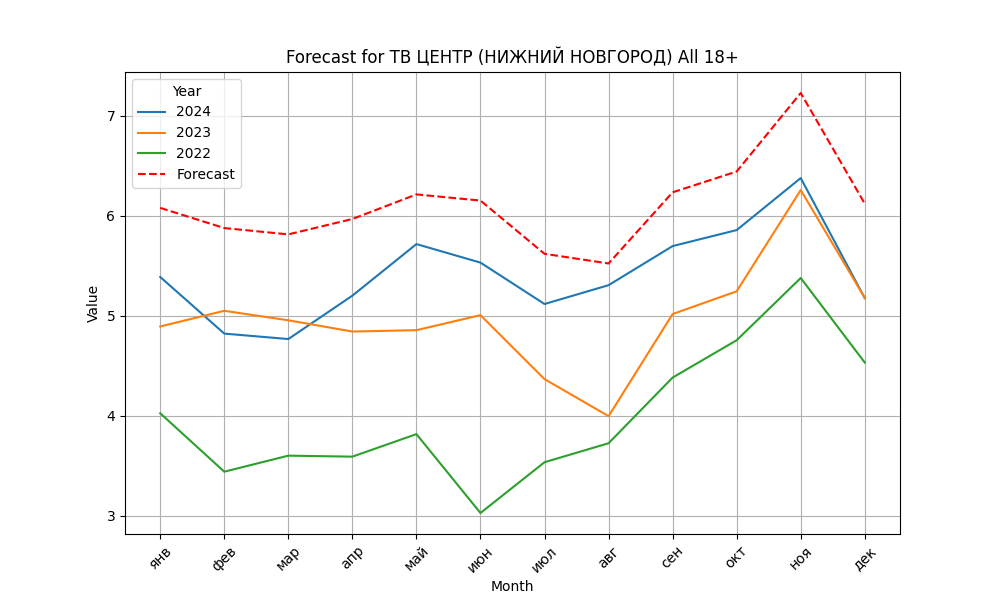 Forecast for ТВ ЦЕНТР (НИЖНИЙ НОВГОРОД) All 18+
Year
2024
2023
2022
Forecast
7
6
5
4
3
Value
янв
фев
мар
апр
май
июн
июл
авг
сен
окт
ноя
дек
Month